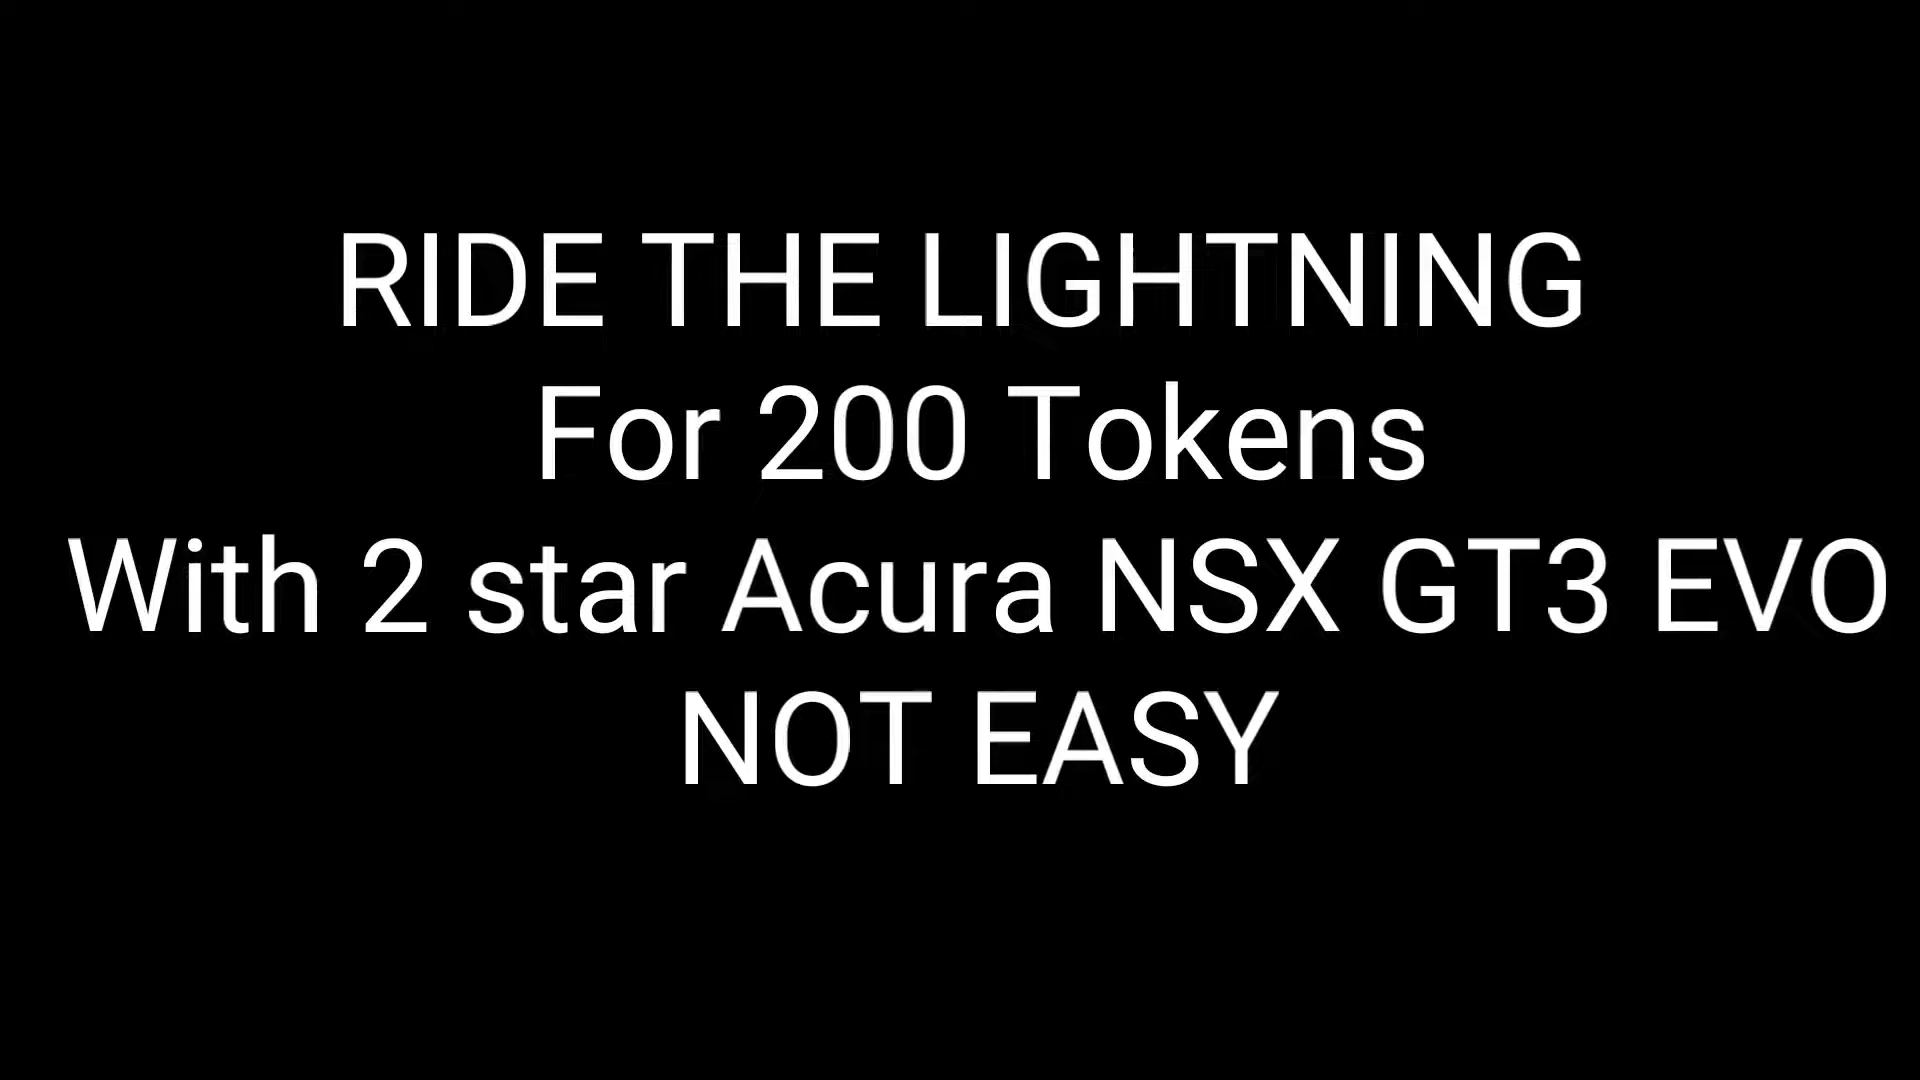 RIDE THE LIGHTNING
For 200 Tokens
With 2 star Acura NSX GT3 EVO
NOT EASY